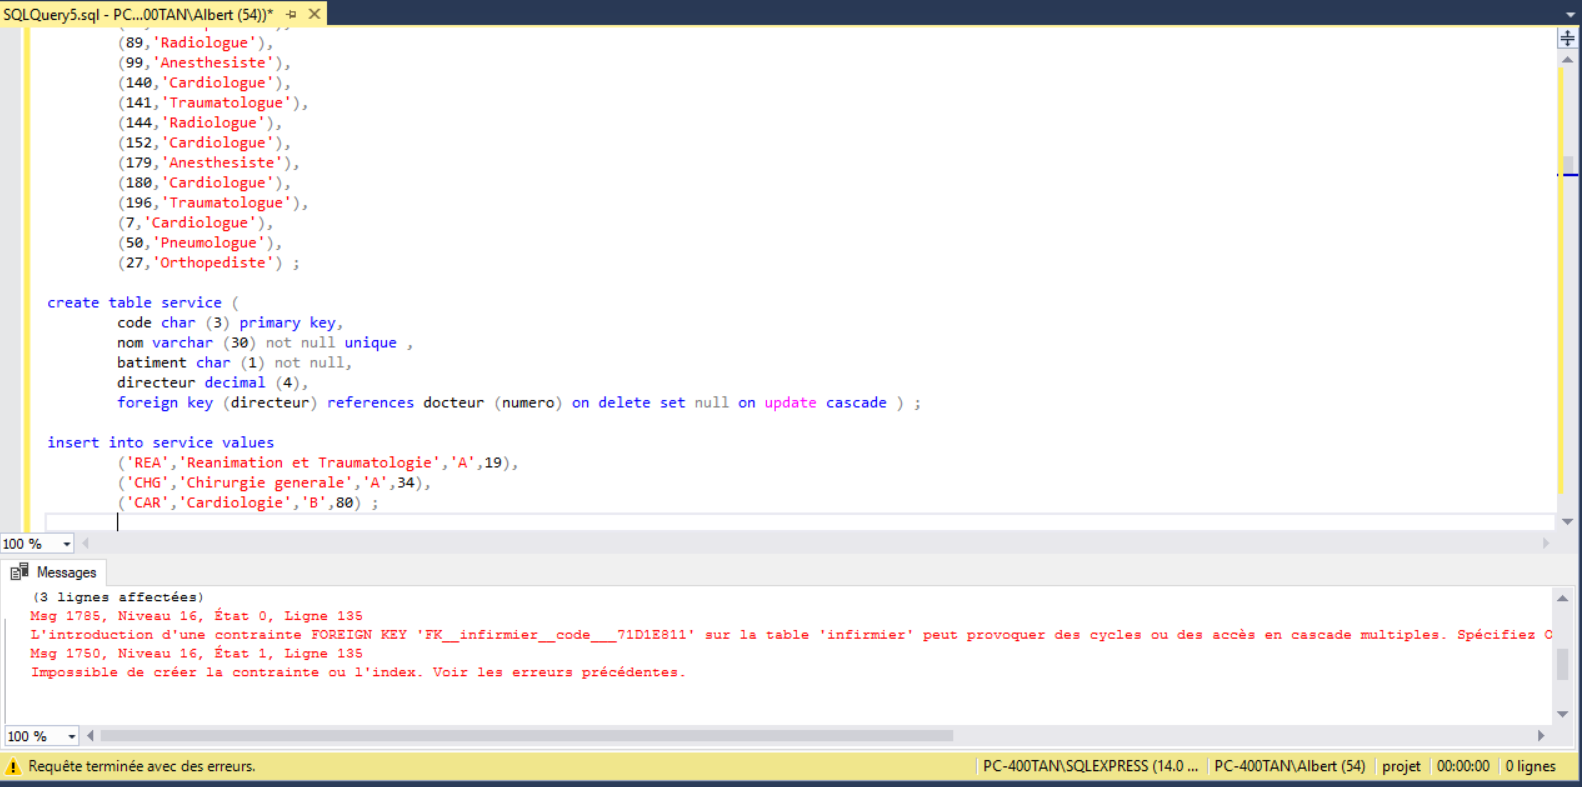 SQLQuery5.sql - PC...00TAN\Albert (54))*
(89,'Radiologue'),
(99,'Anesthesiste'),
(140,'Cardiologue'),
(141,'Traumatologue'),
(144,'Radiologue'),
(152,'Cardiologue'),
(179,'Anesthesiste'),
(180,'Cardiologue'),
(196,'Traumatologue'),
(7,'Cardiologue'),
(50,'Pneumologue'),
(27,'Orthopediste') ;
create table service (
code char (3) primary key,
nom varchar (30) not null unique ,
batiment char (1) not null,
directeur decimal (4),
foreign key (directeur) references docteur (numero) on delete set null on update cascade ) ;
insert into service values
('REA','Reanimation et Traumatologie','A',19),
('CHG','Chirurgie generale','A',34),
('CAR','Cardiologie','B',80) ;
100 %
Messages
(3 lignes affectées)
Msg 1785, Niveau 16, État 0, Ligne 135
L'introduction d'une contrainte FOREIGN KEY 'FK__infirmier__code___71D1E811' sur la table 'infirmier' peut provoquer des cycles ou des accès en cascade multiples. Spécifiez O
Msg 1750, Niveau 16, État 1, Ligne 135
Impossible de créer la contrainte ou l'index. Voir les erreurs précédentes.
100 %
Requête terminée avec des erreurs. PC-400TAN\SQLEXPRESS (14.0 ... PC-400TAN\Albert (54) projet 00:00:00 0 lignes